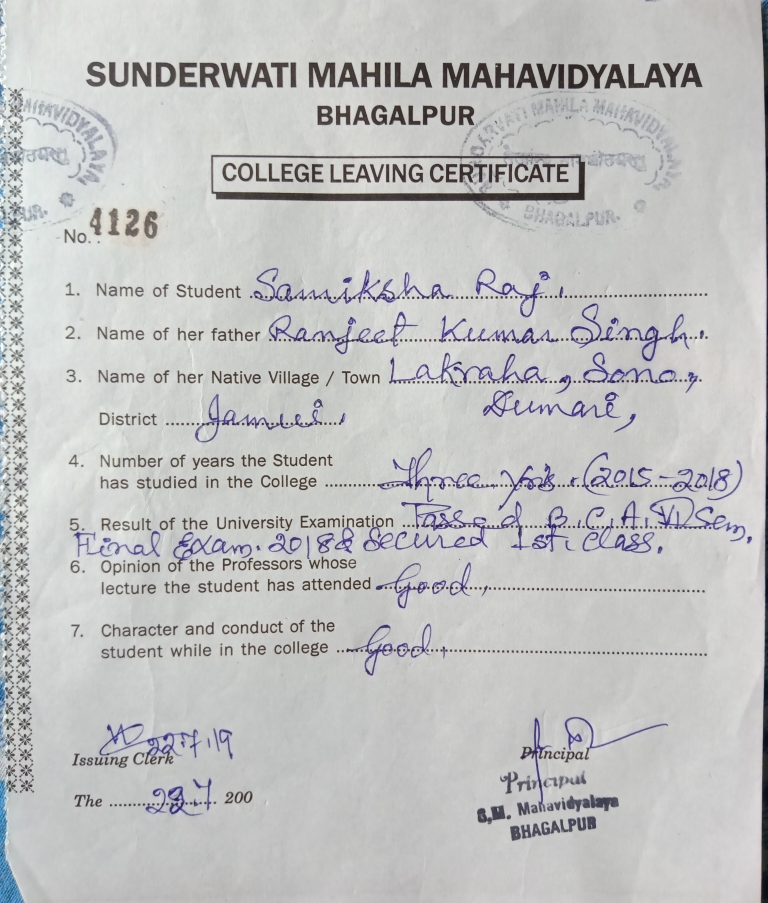 SUNDERWATI MAHILA MAHAVIDYALAYA
BHAGALPUR
COLLEGE LEAVING CERTIFICATE
MAHILA MAHAVIDYALAYA
BHAGALPUR.
No. 4126
1. Name of Student Samiksha Raj.
2. Name of her father Ranjeet Kumar Singh.
3. Name of her Native Village / Town Lakraha, Sono,
District Jamui, Dumari,
4. Number of years the Student
has studied in the College Three yrs. (2015-2018)
5. Result of the University Examination Passed B.C.A. VI Sem.
Final Exam. 2018 & Secured 1st. Class.
6. Opinion of the Professors whose
lecture the student has attended Good.
7. Character and conduct of the
student while in the college Good.
22.7.19
Issuing Clerk
Principal
The 22.7 200
Principal
S.M. Mahavidyalaya
BHAGALPUR